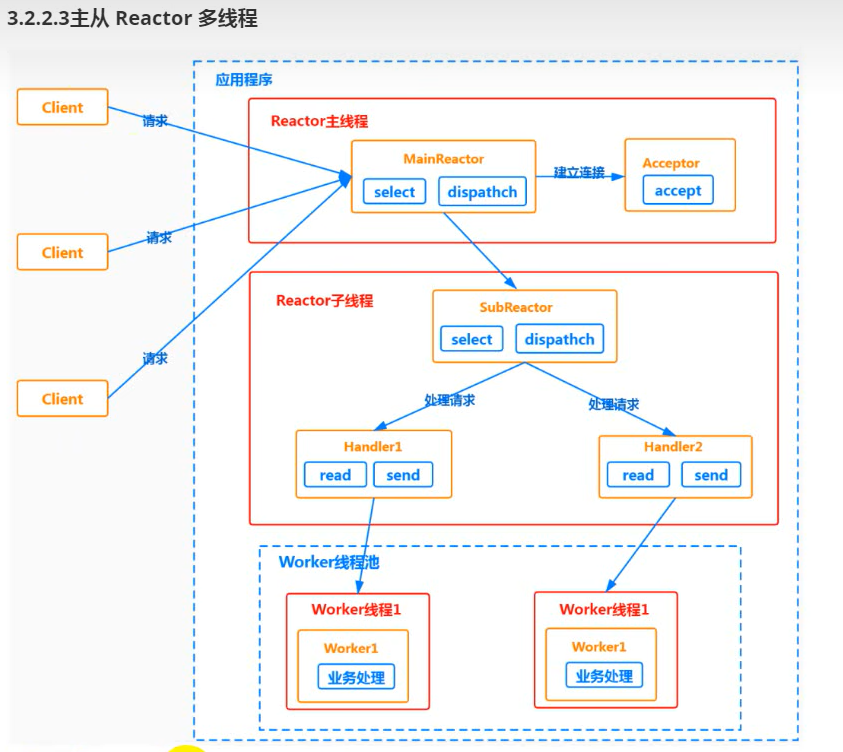 3.2.2.3主从 Reactor 多线程
应用程序
Client
请求
Reactor主线程
MainReactor
select
dispathch
建立连接
Acceptor
accept
Client
请求
Reactor子线程
SubReactor
select
dispathch
请求
Client
处理请求
处理请求
Handler1
read
send
Handler2
read
send
Worker线程池
Worker线程1
Worker1
业务处理
Worker线程1
Worker1
业务处理